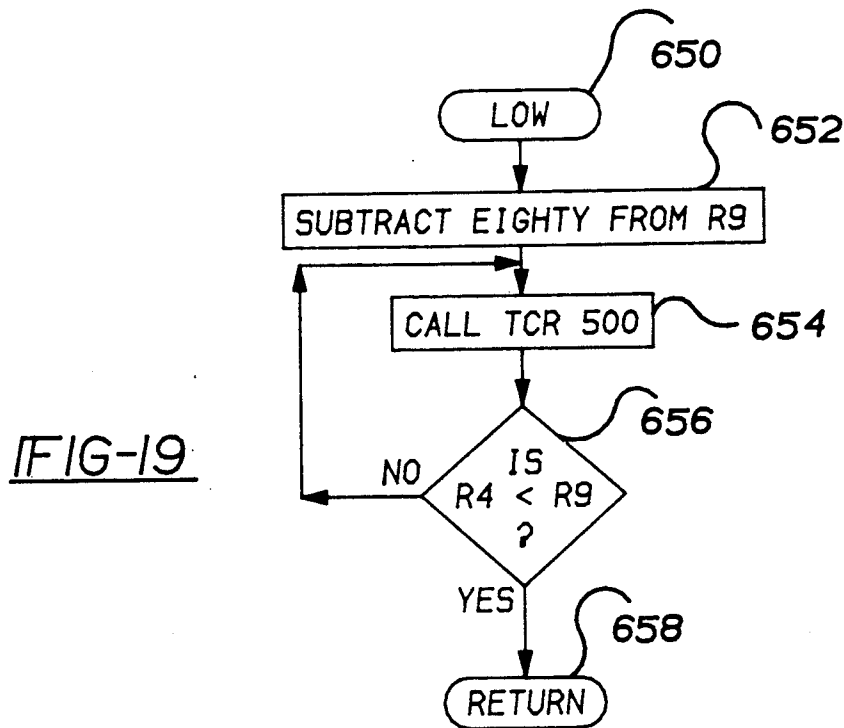 650
LOW
652
SUBTRACT EIGHTY FROM R9
CALL TCR 500
654
656
IS
R4 < R9
?
NO
FIG-19
YES
658
RETURN